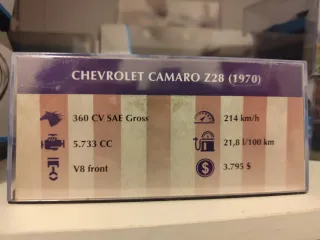 CHEVROLET CAMARO Z28 (1970)
360 CV SAE Gross 214 km/h
5.733 CC 21,8 l/100 km
V8 front $ 3.795 $